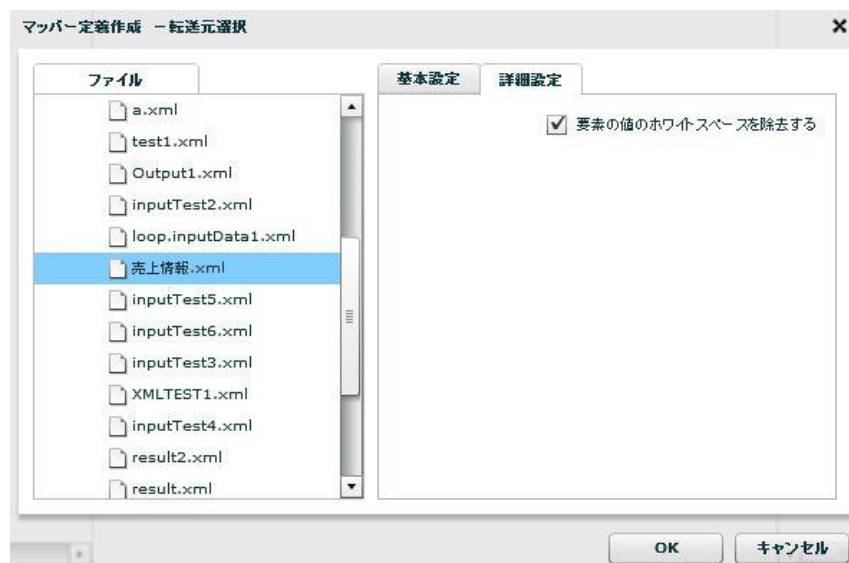 マッパー定義作成 －転送元選択
ファイル
a.xml
test1.xml
Output1.xml
inputTest2.xml
loop.inputData1.xml
売上情報.xml
inputTest5.xml
inputTest6.xml
inputTest3.xml
XMLTEST1.xml
inputTest4.xml
result2.xml
result.xml
基本設定 詳細設定
要素の値のホワイトスペースを除去する
OK キャンセル